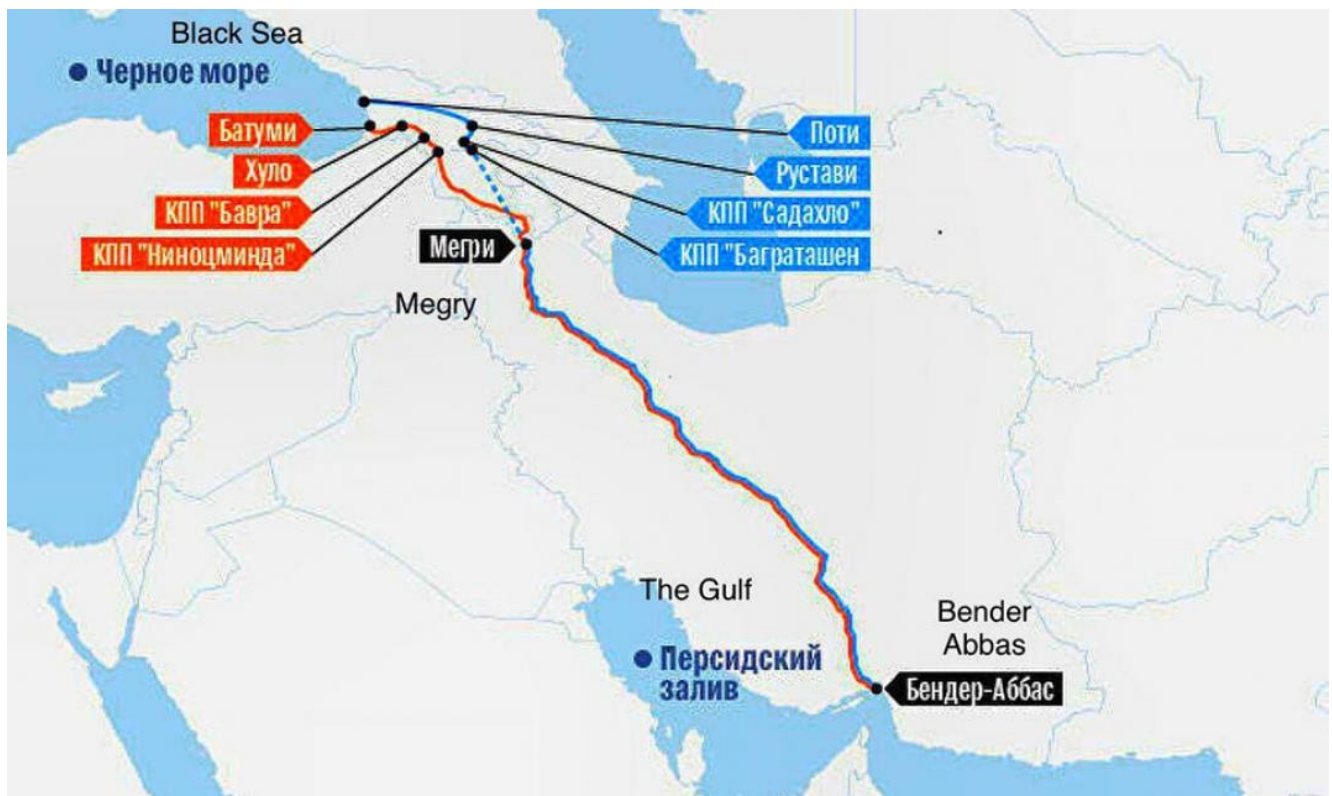 Black Sea
Черное море
Батуми
Поти
Хуло
Рустави
КПП "Бавра"
КПП "Садахло"
КПП "Ниноцминда"
Мегри
КПП "Баграташен
Megry
The Gulf
Персидский
залив
Bender
Abbas
Бендер-Аббас